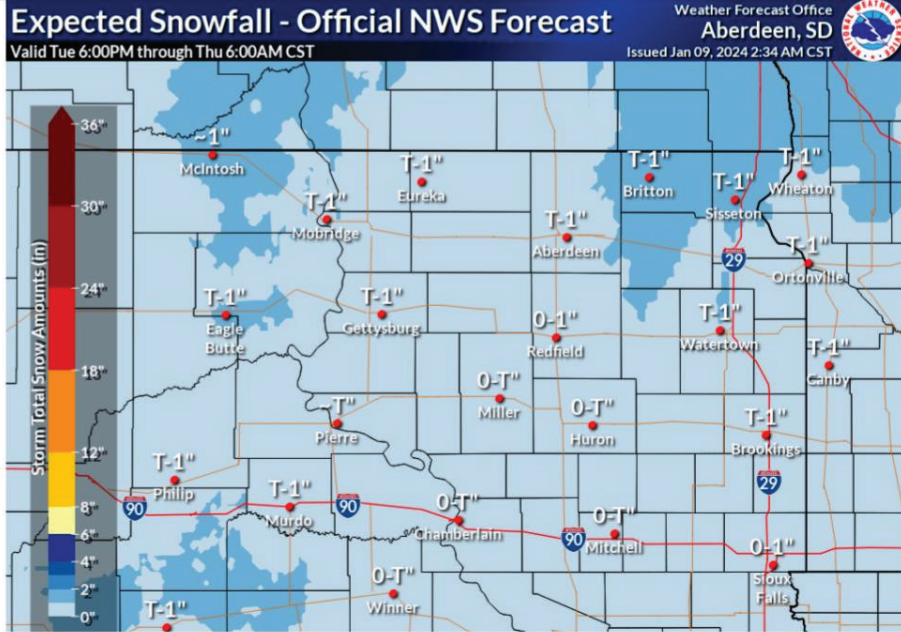 Expected Snowfall - Official NWS Forecast
Valid Tue 6:00PM through Thu 6:00AM CST
Weather Forecast Office
Aberdeen, SD
Issued Jan 09, 2024 2:34 AM CST
NATIONAL WEATHER SERVICE
Storm Total Snow Amounts (in)
36"
30"
24"
18"
12"
8"
6"
4"
2"
0"
~1"
McIntosh
T-1"
Eureka
T-1"
Britton
T-1"
Wheaton
T-1"
Sisseton
T-1"
Mobridge
T-1"
Aberdeen
29
T-1"
Ortonville
T-1"
Eagle
Butte
T-1"
Gettysburg
0-1"
Redfield
T-1"
Watertown
T-1"
Canby
0-T"
Miller
~T"
Pierre
0-T"
Huron
T-1"
Brookings
T-1"
Philip
29
90
T-1"
Murdo
90
0-T"
Chamberlain
90
0-T"
Mitchell
0-1"
Sioux
Falls
0-T"
Winner
T-1"